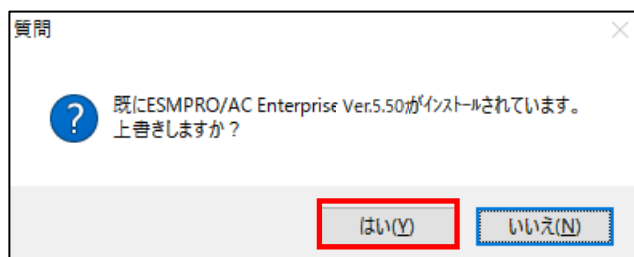 質問
既にESMPRO/AC Enterprise Ver.5.50がインストールされています。
上書きしますか？
はい(Y)
いいえ(N)